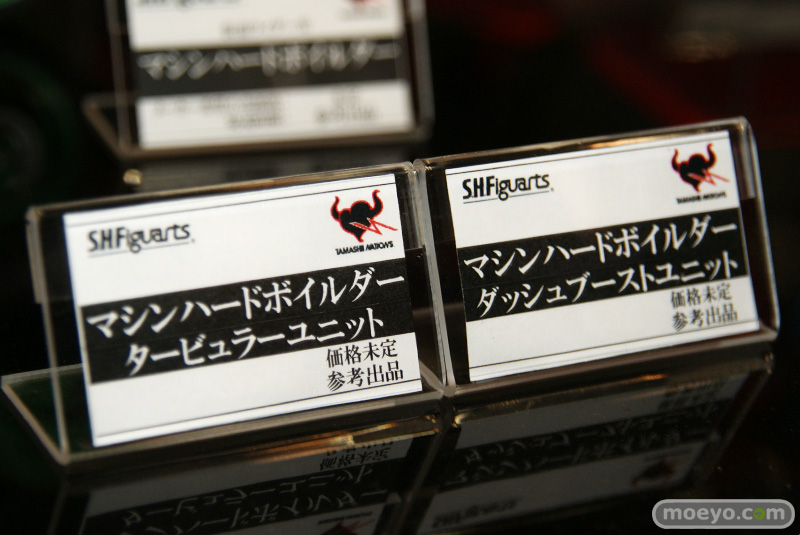 マシンハードボイルダー
S.H.Figuarts
TAMASHII NATIONS
マシンハードボイルダー
タービュラーユニット
価格未定
参考出品
S.H.Figuarts
マシンハードボイルダー
ダッシュブーストユニット
価格未定
参考出品
moeyo.com